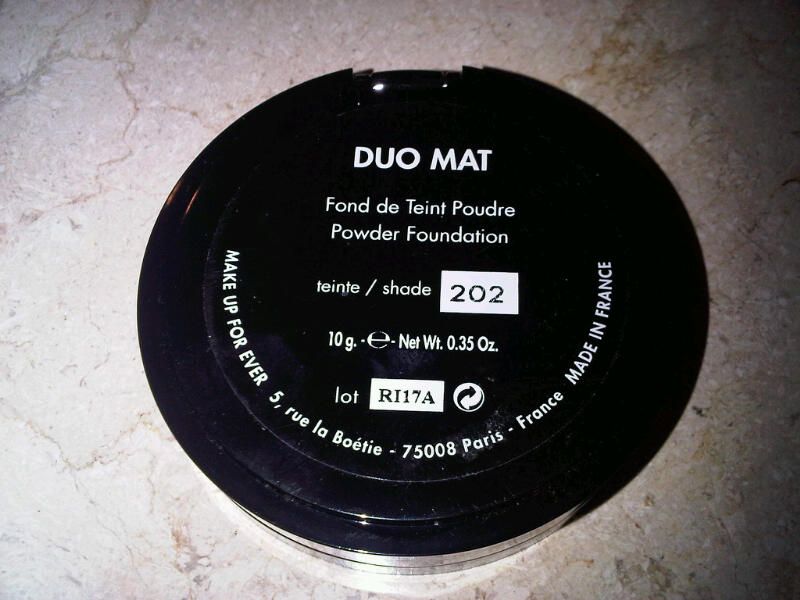 DUO MAT
Fond de Teint Poudre
Powder Foundation
teinte / shade 202
10 g. - ℮ - Net Wt. 0.35 Oz.
lot RI17A
MAKE UP FOR EVER 5, rue la Boétie - 75008 Paris - France MADE IN FRANCE